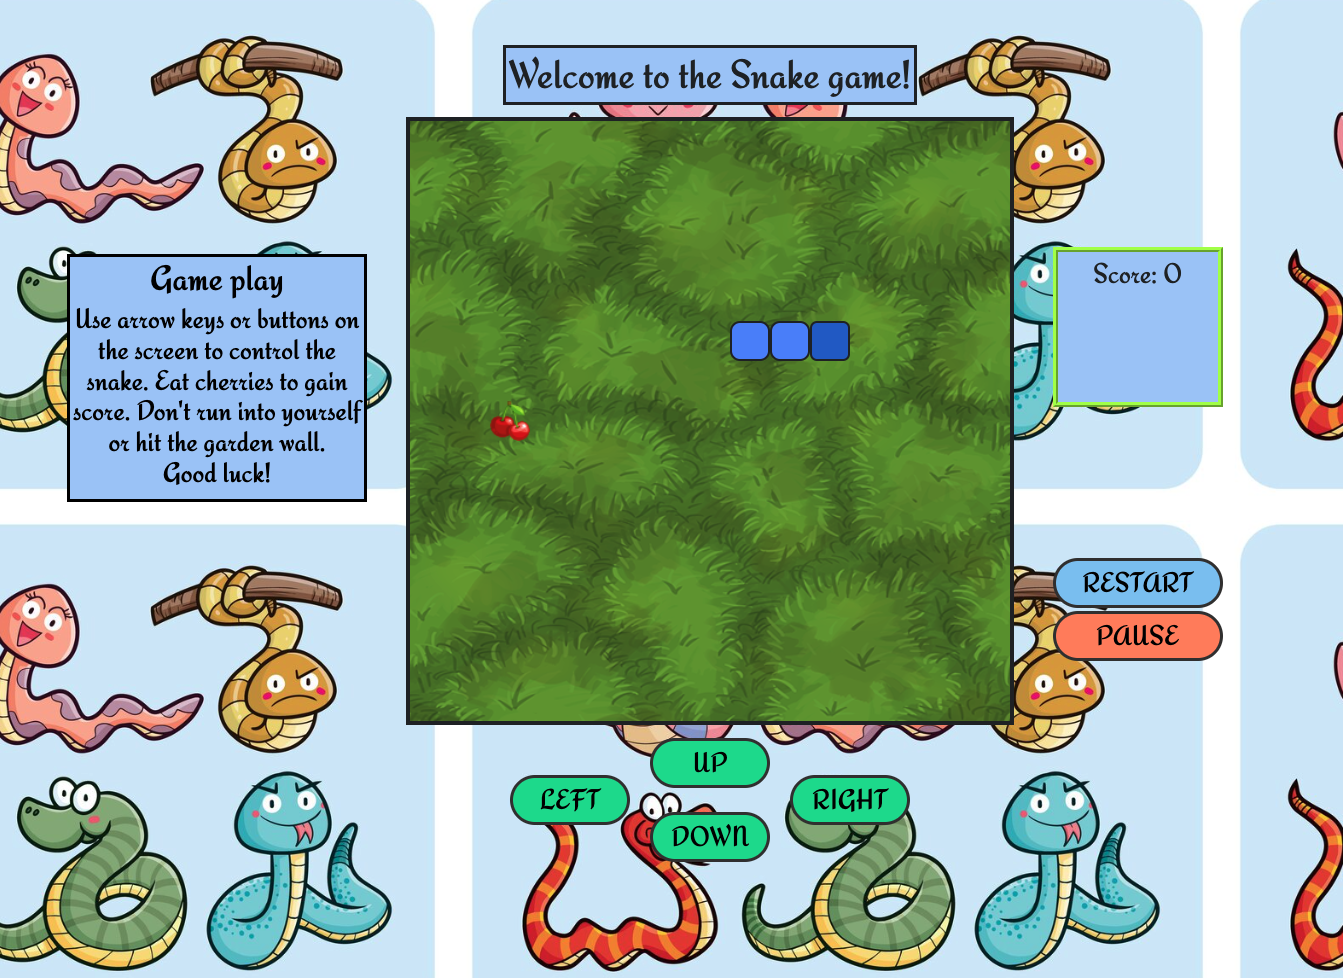 Welcome to the Snake game!
Game play
Use arrow keys or buttons on
the screen to control the
snake. Eat cherries to gain
score. Don't run into yourself
or hit the garden wall.
Good luck!
Score: 0
RESTART
PAUSE
UP
LEFT
RIGHT
DOWN